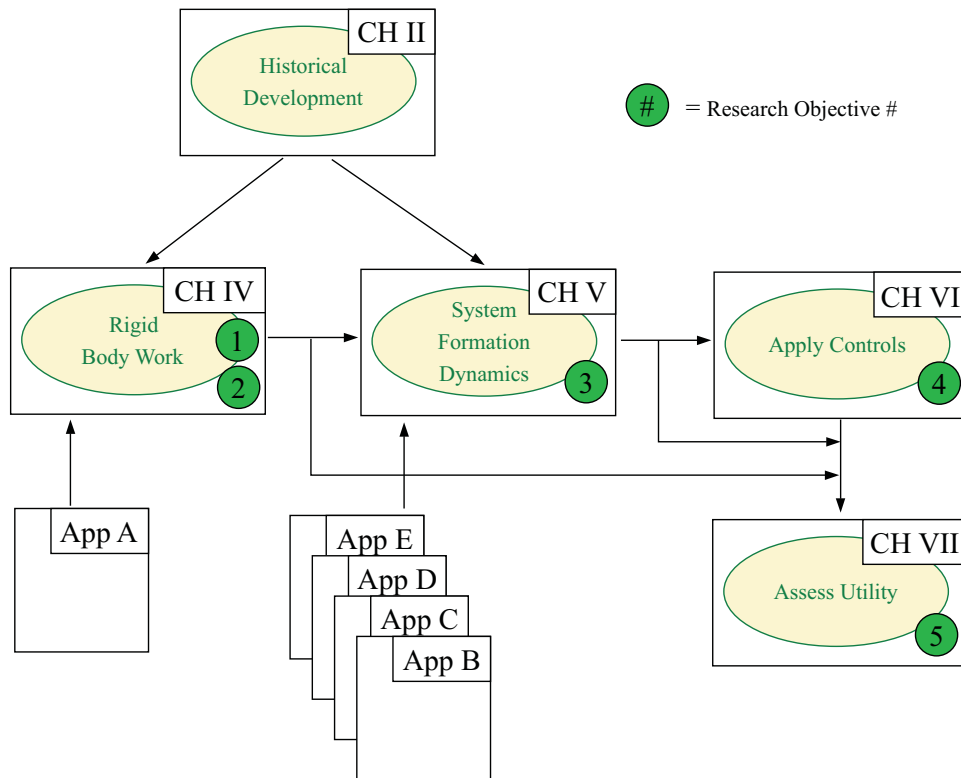 CH II
Historical
Development
#
= Research Objective #
CH IV
Rigid
Body Work
1
2
CH V
System
Formation
Dynamics
3
CH VI
Apply Controls
4
App A
App E
App D
App C
App B
CH VII
Assess Utility
5